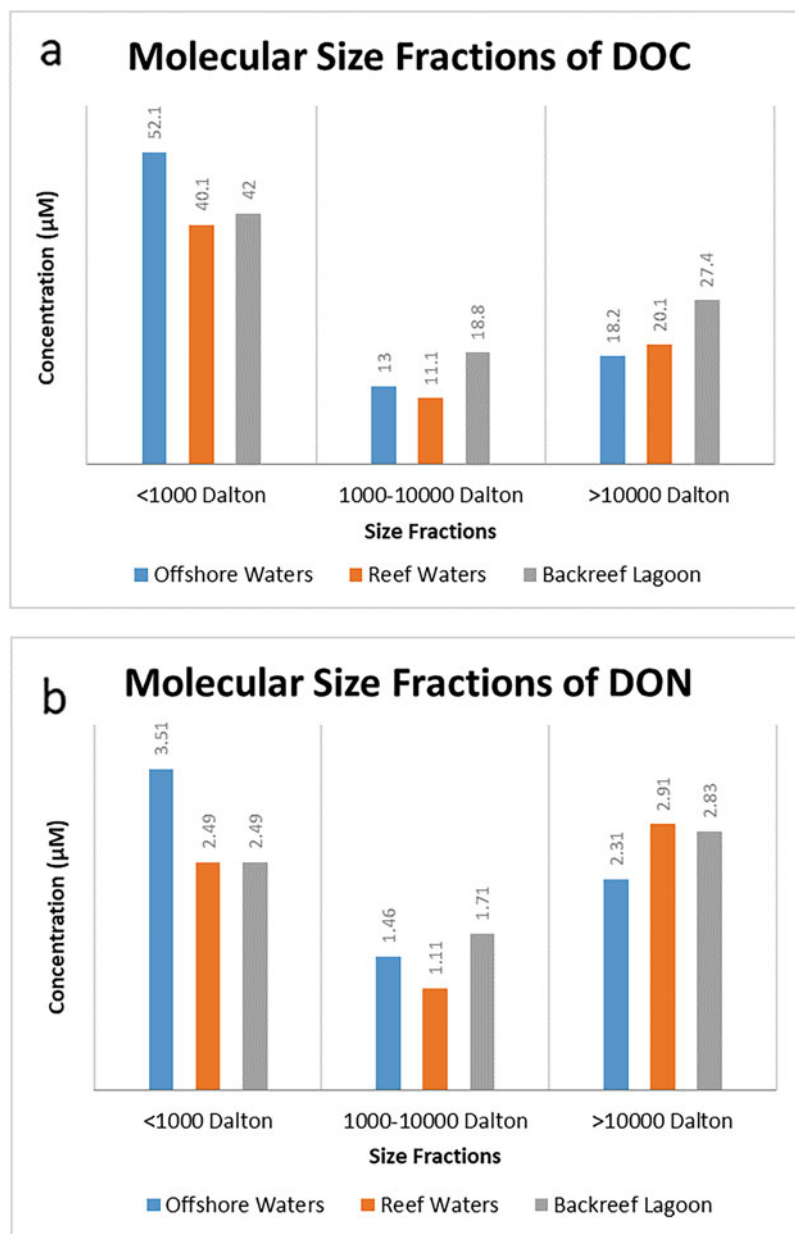 a
Molecular Size Fractions of DOC
Concentration (µM)
52.1
40.1
42
13
11.1
18.8
18.2
20.1
27.4
<1000 Dalton 1000-10000 Dalton >10000 Dalton
Size Fractions
Offshore Waters Reef Waters Backreef Lagoon
b
Molecular Size Fractions of DON
Concentration (µM)
3.51
2.49
2.49
1.46
1.11
1.71
2.31
2.91
2.83
<1000 Dalton 1000-10000 Dalton >10000 Dalton
Size Fractions
Offshore Waters Reef Waters Backreef Lagoon